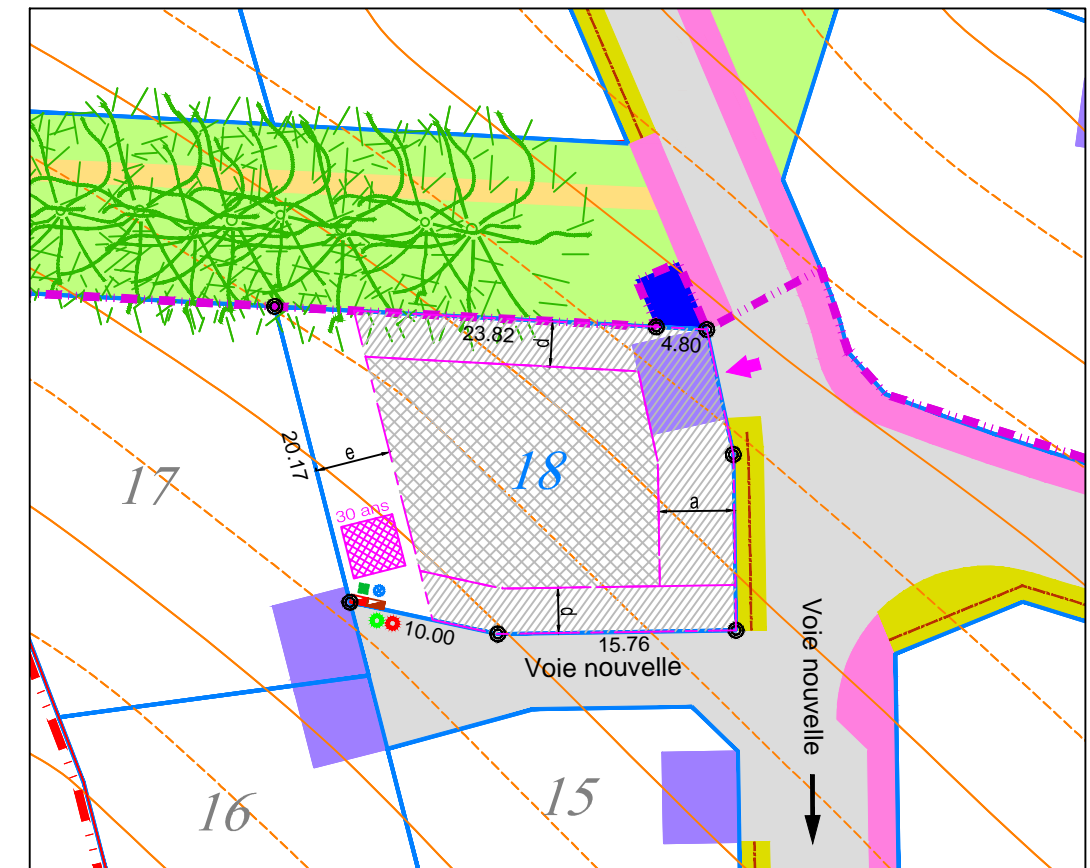 23.82
d
4.80
20.17
e
17
18
a
30 ans
d
10.00
15.76
Voie nouvelle
Voie nouvelle
16
15